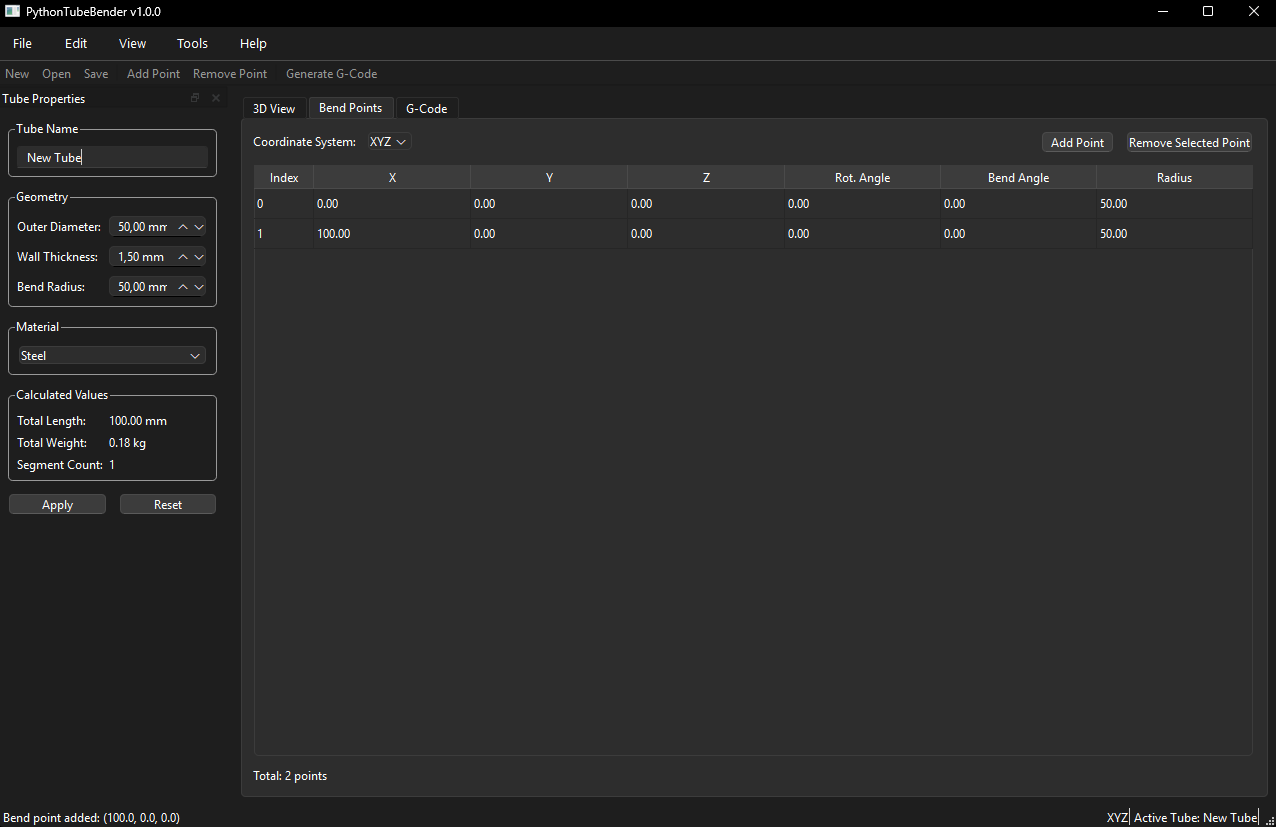 PythonTubeBender v1.0.0
File Edit View Tools Help
New Open Save Add Point Remove Point Generate G-Code
Tube Properties
Tube Name
New Tube
Geometry
Outer Diameter: 50,00 mm
Wall Thickness: 1,50 mm
Bend Radius: 50,00 mm
Material
Steel
Calculated Values
Total Length: 100.00 mm
Total Weight: 0.18 kg
Segment Count: 1
Apply Reset
3D View Bend Points G-Code
Coordinate System: XYZ Add Point Remove Selected Point
Index X Y Z Rot. Angle Bend Angle Radius
0 0.00 0.00 0.00 0.00 0.00 50.00
1 100.00 0.00 0.00 0.00 0.00 50.00
Total: 2 points
Bend point added: (100.0, 0.0, 0.0) XYZ Active Tube: New Tube